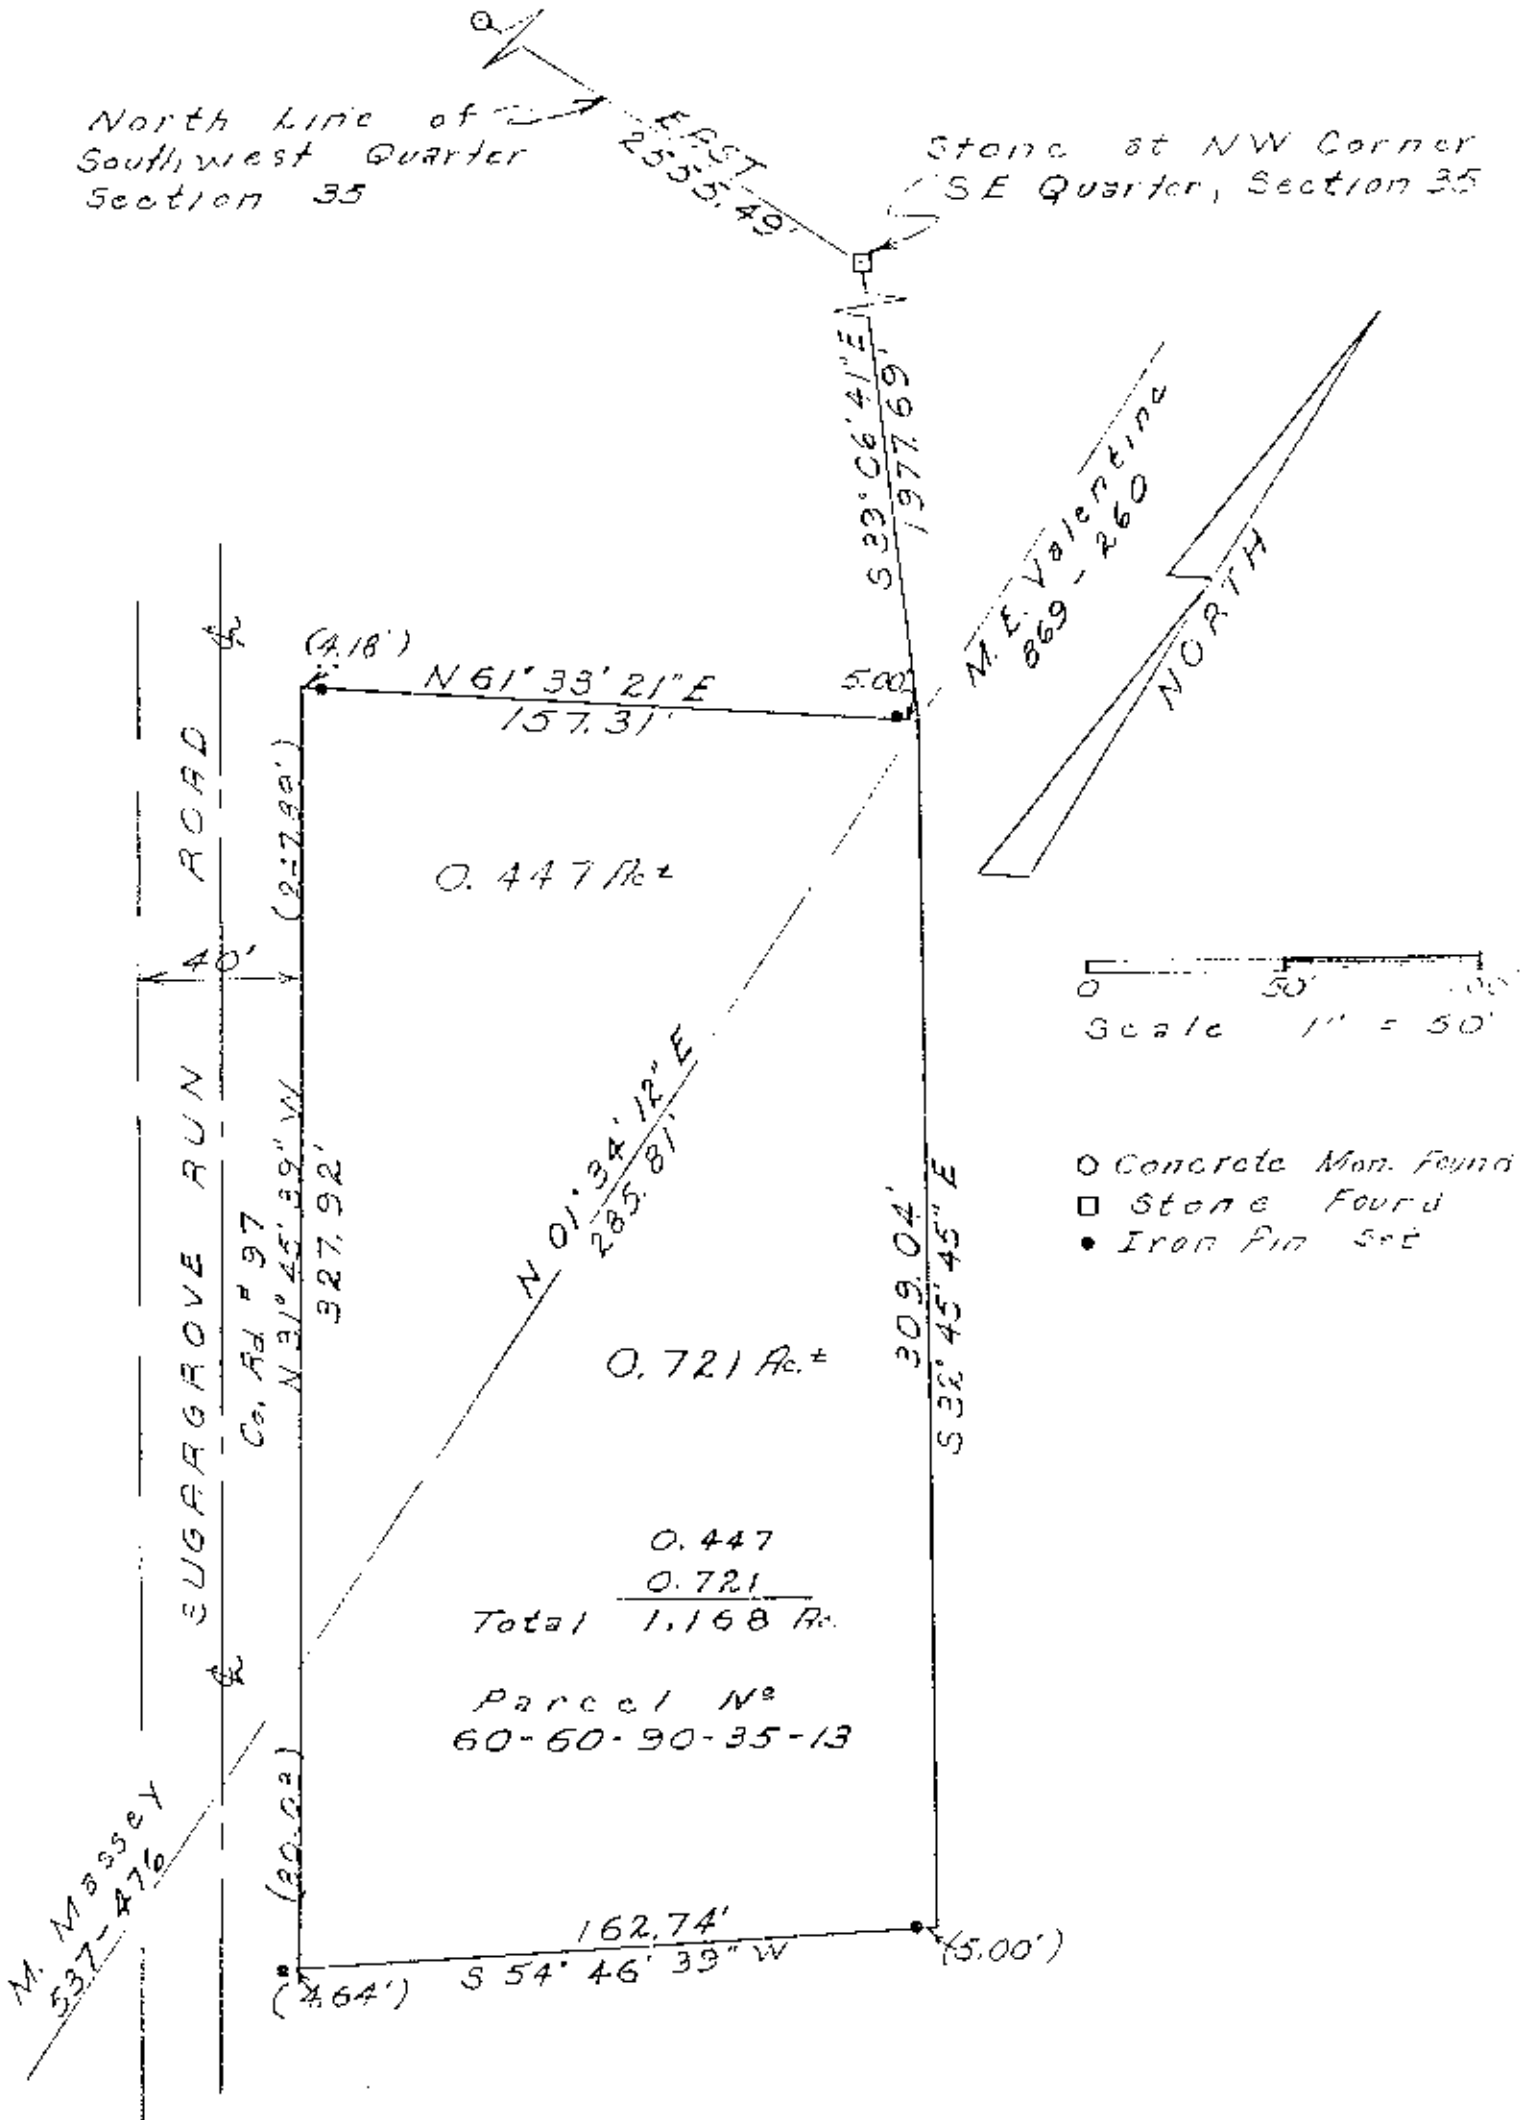 North Line of
Southwest Quarter
Section 35
EAST
2555.49'
Stone at NW Corner
SE Quarter, Section 35
S 33° 06' 41" E
1977.69'
M. E. Valentine
869-260
NORTH
(4.18')
N 61° 33' 21" E
157.31'
5.00'
0.447 Ac±
40'
SUGARGROVE RUN ROAD
Co. Rd #97
N 31° 45' 39" W
327.92'
N 01° 34' 12" E
285.81'
0 50'
Scale 1" = 50'
309.04'
S 32° 45' 45" E
O Concrete Mon. Found
□ Stone Found
• Iron Pin Set
0.721 Ac.±
0.447
0.721
Total 1.168 Ac.
Parcel Nº
60-60-90-35-13
M. Massey
537-476
162.74'
S 54° 46' 39" W
(5.00')
(4.64')